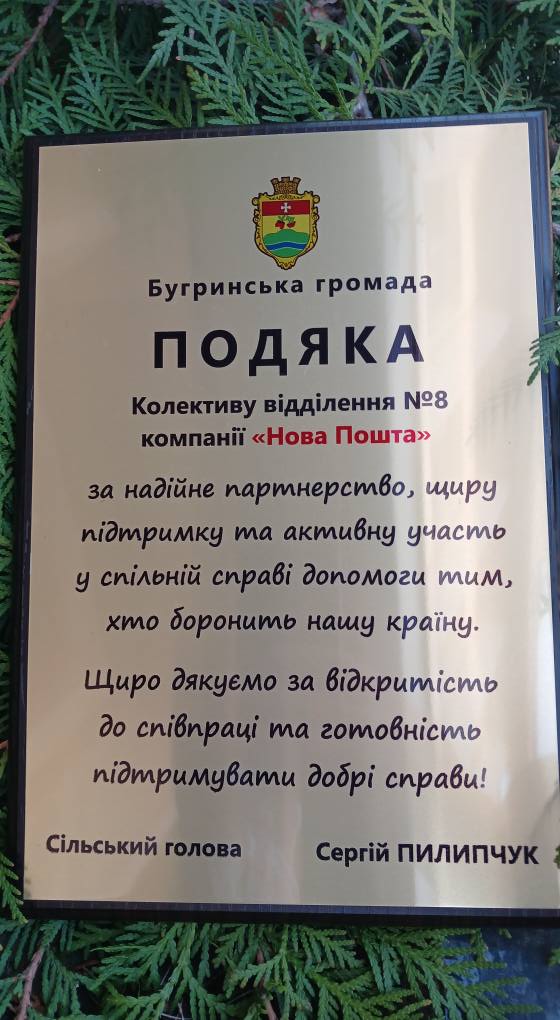 Бугринська громада
ПОДЯКА
Колективу відділення №8
компанії «Нова Пошта»
за надійне партнерство, щиру
підтримку та активну участь
у спільній справі допомоги тим,
хто боронить нашу країну.
Щиро дякуємо за відкритість
до співпраці та готовність
підтримувати добрі справи!
Сільський голова Сергій ПИЛИПЧУК